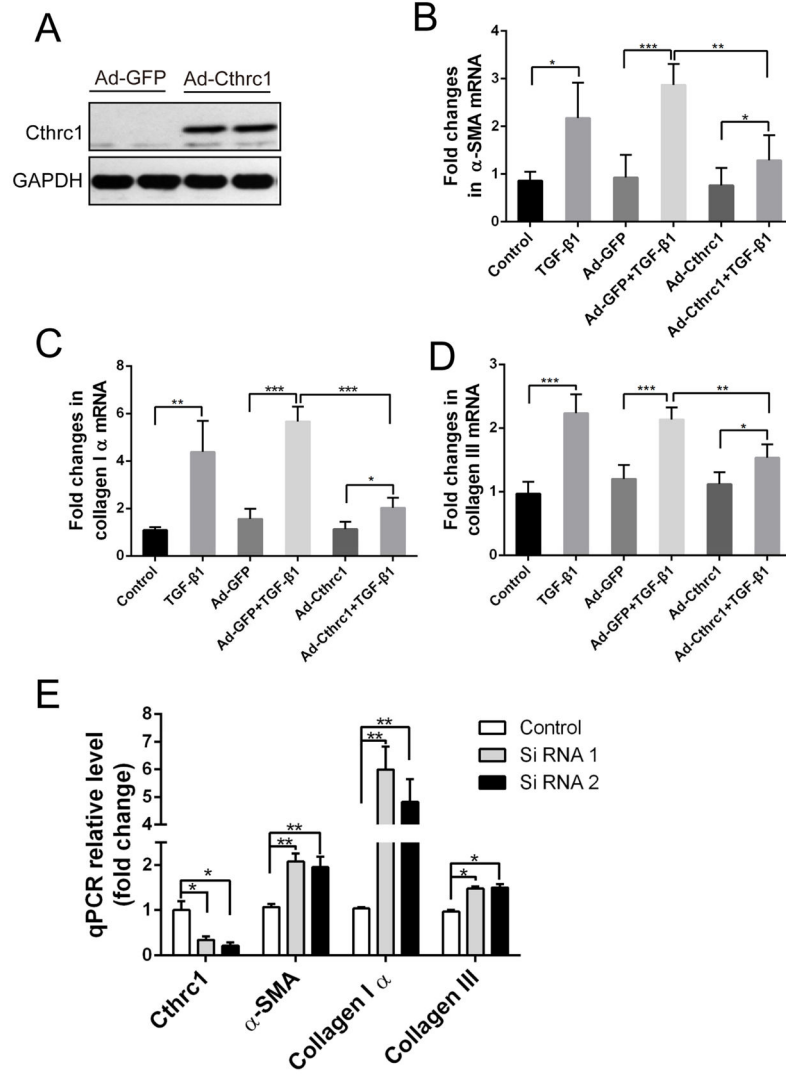 A
Ad-GFP Ad-Cthrc1
Cthrc1
GAPDH
B
Fold changes
in α-SMA mRNA
4
3
2
1
0
*
***
**
*
Control
TGF-β1
Ad-GFP
Ad-GFP+TGF-β1
Ad-Cthrc1
Ad-Cthrc1+TGF-β1
C
Fold changes in
collagen I α mRNA
8
6
4
2
0
**
***
***
*
Control
TGF-β1
Ad-GFP
Ad-GFP+TGF-β1
Ad-Cthrc1
Ad-Cthrc1+TGF-β1
D
Fold changes in
collagen III mRNA
3
2
1
0
***
***
**
*
Control
TGF-β1
Ad-GFP
Ad-GFP+TGF-β1
Ad-Cthrc1
Ad-Cthrc1+TGF-β1
E
qPCR relative level
(fold change)
8
7
6
5
4
2
1
0
*
*
**
**
**
**
*
*
Cthrc1
α-SMA
Collagen I α
Collagen III
Control
Si RNA 1
Si RNA 2